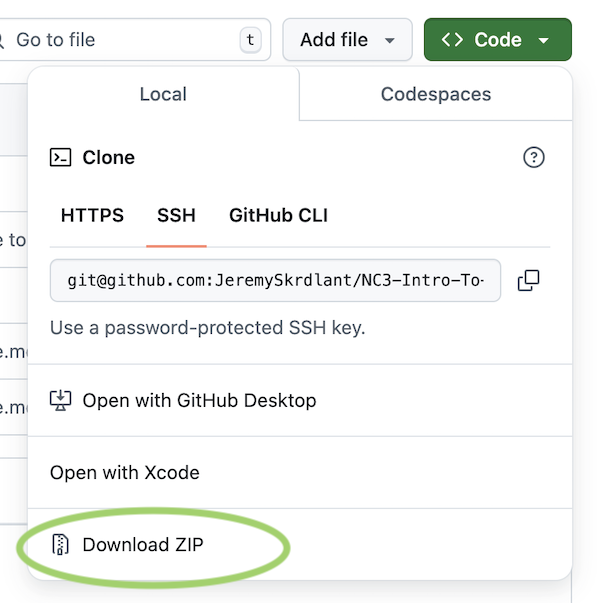 Go to file
t
Add file
Code
Local
Codespaces
Clone
HTTPS
SSH
GitHub CLI
git@github.com:JeremySkrdlant/NC3-Intro-To-
Use a password-protected SSH key.
e to
e.m
Open with GitHub Desktop
e.m
Open with Xcode
Download ZIP